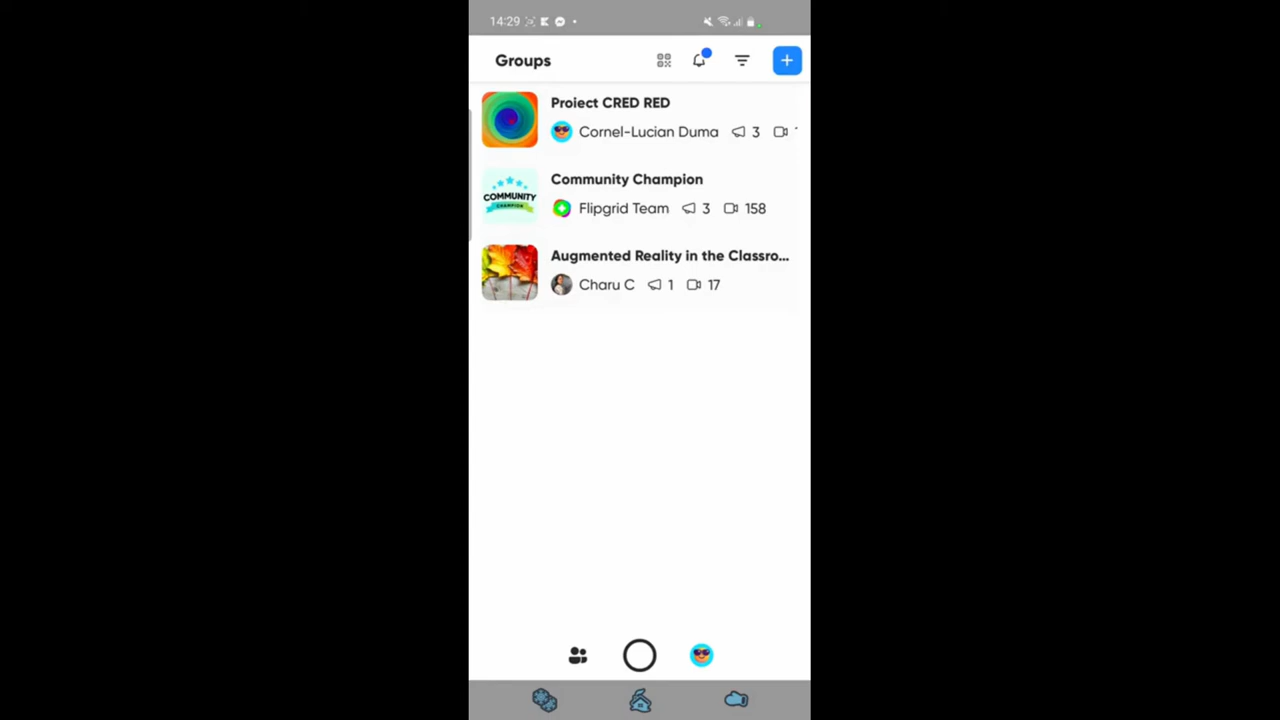 14:29
Groups
Proiect CRED RED
Cornel-Lucian Duma 3
COMMUNITY
CHAMPION
Community Champion
Flipgrid Team 3 158
Augmented Reality in the Classro...
Charu C 1 17